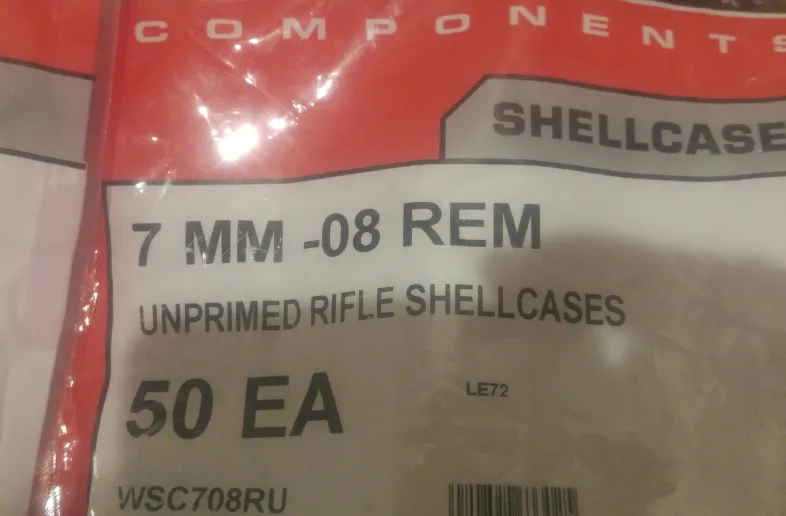 COMPONENTS
SHELLCASE
7 MM -08 REM
UNPRIMED RIFLE SHELLCASES
50 EA
LE72
WSC708RU